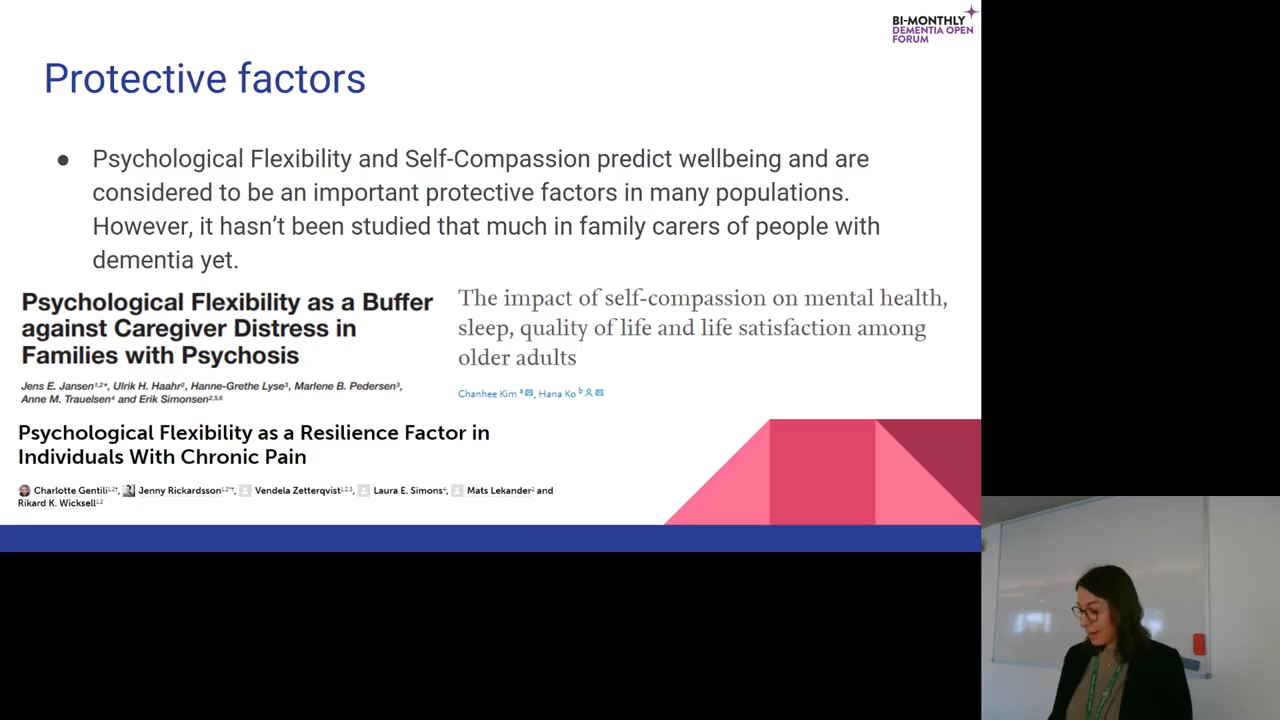 BI-MONTHLY
DEMENTIA OPEN
FORUM
Protective factors
● Psychological Flexibility and Self-Compassion predict wellbeing and are
considered to be an important protective factors in many populations.
However, it hasn't been studied that much in family carers of people with
dementia yet.
Psychological Flexibility as a Buffer
against Caregiver Distress in
Families with Psychosis
Jens E. Jansen1,2*, Ulrik H. Haahr2, Hanne-Grethe Lyse3, Marlene B. Pedersen3,
Anne M. Trauelsen4 and Erik Simonsen2,5,6
The impact of self-compassion on mental health,
sleep, quality of life and life satisfaction among
older adults
Chanhee Kim a, Hana Ko b
Psychological Flexibility as a Resilience Factor in
Individuals With Chronic Pain
Charlotte Gentili1,2†, Jenny Rickardsson1,2*†, Vendela Zetterqvist1,2,3, Laura E. Simons4, Mats Lekander2 and
Rikard K. Wicksell1,2